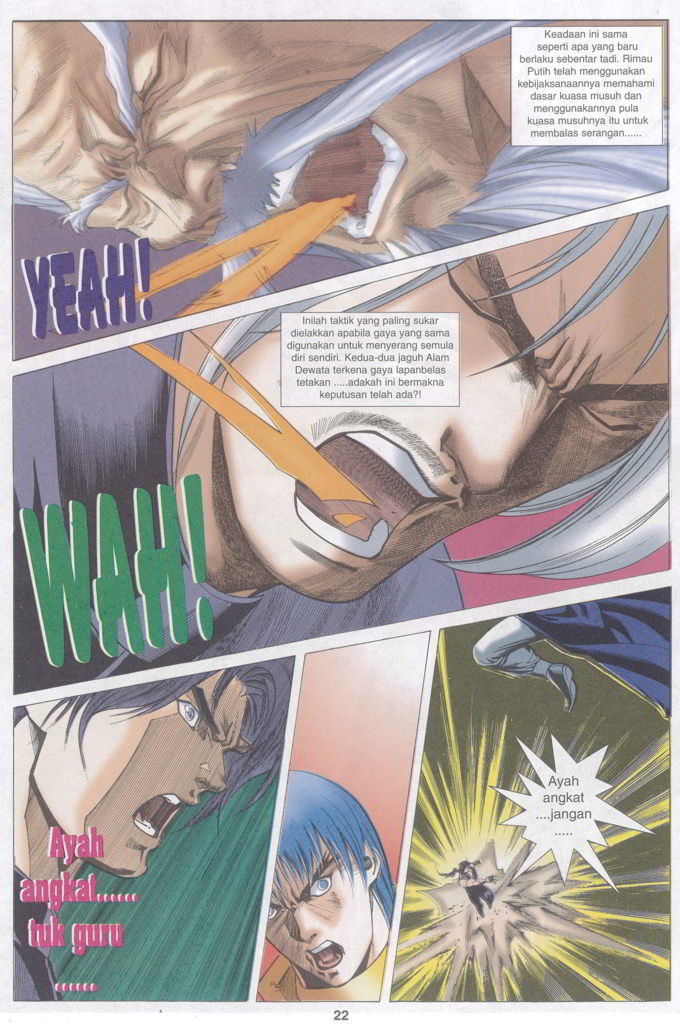 Keadaan ini sama
seperti apa yang baru
berlaku sebentar tadi. Rimau
Putih telah menggunakan
kebijaksanaannya memahami
dasar kuasa musuh dan
menggunakannya pula
kuasa musuhnya itu untuk
membalas serangan......
YEAH!
Inilah taktik yang paling sukar
dielakkan apabila gaya yang sama
digunakan untuk menyerang semula
diri sendiri. Kedua-dua jaguh Alam
Dewata terkena gaya lapanbelas
tetakan .....adakah ini bermakna
keputusan telah ada?!
WAH!
Ayah
angkat......
tuk guru
......
Ayah
angkat
....jangan
.....
22